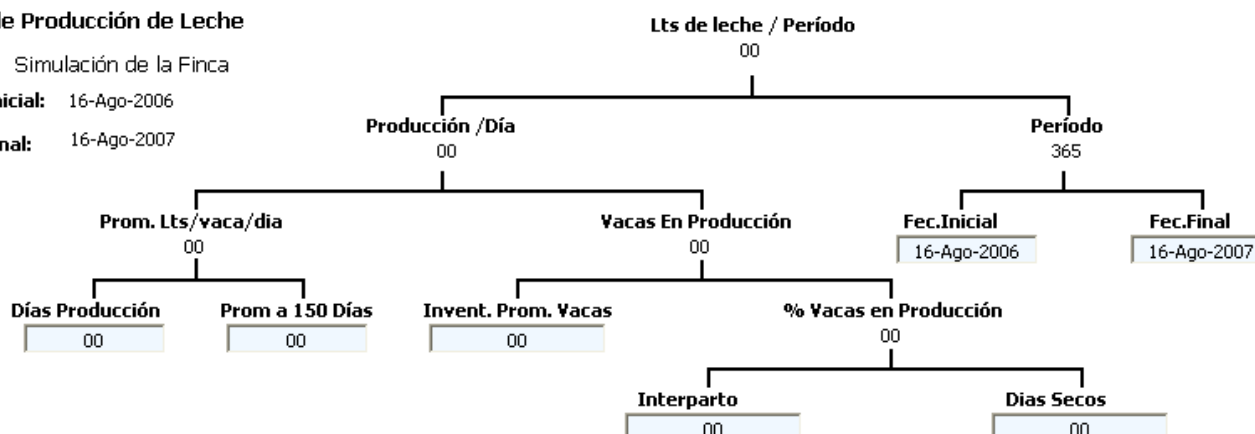 de Producción de Leche
Simulación de la Finca
nicial: 16-Ago-2006
nal: 16-Ago-2007
Lts de leche / Período
00
Producción /Día
00
Período
365
Prom. Lts/vaca/dia
00
Vacas En Producción
00
Fec.Inicial
16-Ago-2006
Fec.Final
16-Ago-2007
Días Producción
00
Prom a 150 Días
00
Invent. Prom. Vacas
00
% Vacas en Producción
00
Interparto
00
Dias Secos
00